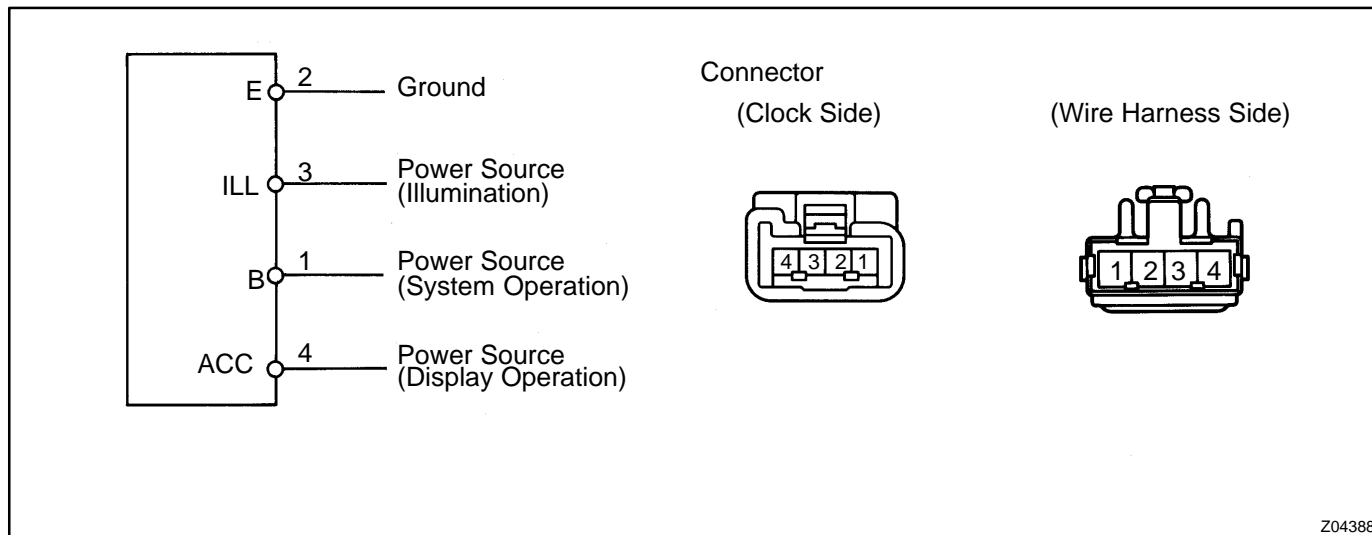 E 2 Ground
ILL 3 Power Source
(Illumination)
B 1 Power Source
(System Operation)
ACC 4 Power Source
(Display Operation)
Connector
(Clock Side)
4 3 2 1
(Wire Harness Side)
1 2 3 4
Z04388